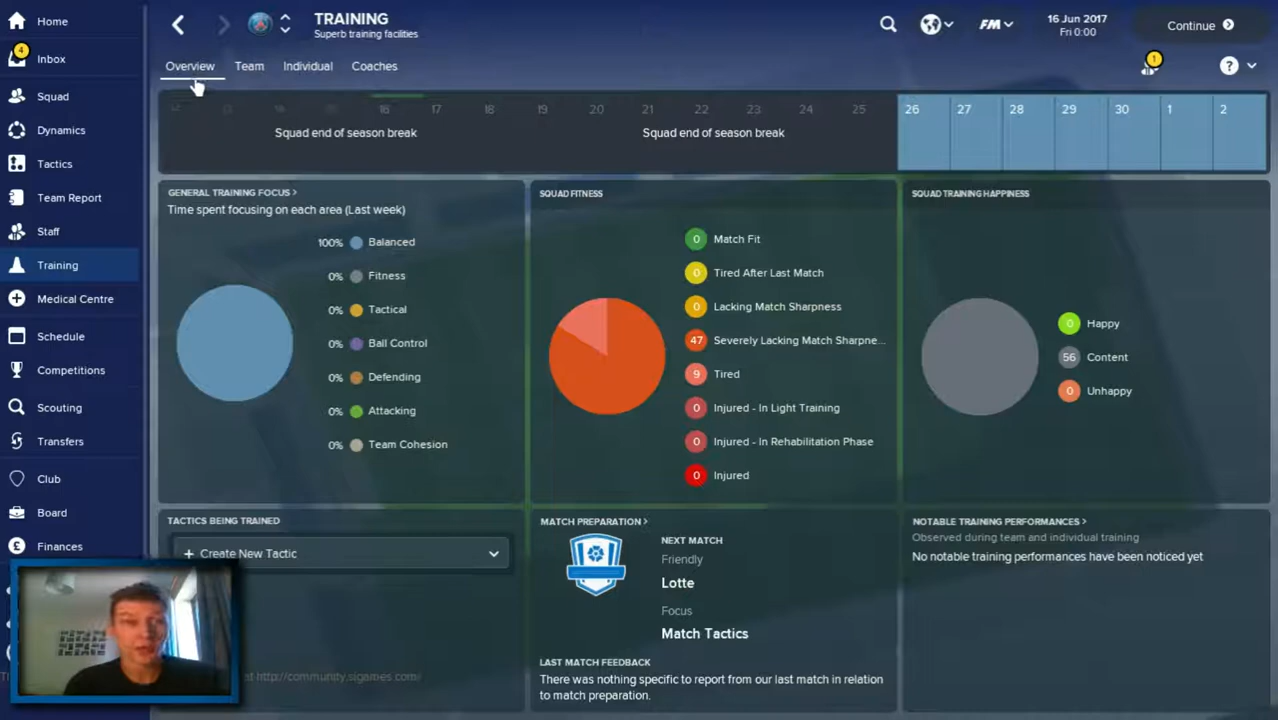 Home
TRAINING
Superb training facilities
FM
16 Jun 2017
Fri 0:00
Continue
4
Inbox
Overview
Team
Individual
Coaches
1
?
Squad
Dynamics
Tactics
Team Report
Staff
Training
Medical Centre
Schedule
Competitions
Scouting
Transfers
Club
Board
Finances
16 17 19 20 21 22 23 24 25 26 27 28 29 30 1 2
Squad end of season break
Squad end of season break
GENERAL TRAINING FOCUS >
Time spent focusing on each area (Last week)
100% Balanced
0% Fitness
0% Tactical
0% Ball Control
0% Defending
0% Attacking
0% Team Cohesion
SQUAD FITNESS
0 Match Fit
0 Tired After Last Match
0 Lacking Match Sharpness
47 Severely Lacking Match Sharpne...
9 Tired
0 Injured - In Light Training
0 Injured - In Rehabilitation Phase
0 Injured
SQUAD TRAINING HAPPINESS
0 Happy
56 Content
0 Unhappy
TACTICS BEING TRAINED
+ Create New Tactic
MATCH PREPARATION >
NEXT MATCH
Friendly
Lotte
Focus
Match Tactics
LAST MATCH FEEDBACK
There was nothing specific to report from our last match in relation
to match preparation.
NOTABLE TRAINING PERFORMANCES >
Observed during team and individual training
No notable training performances have been noticed yet
http://community.sigames.com/